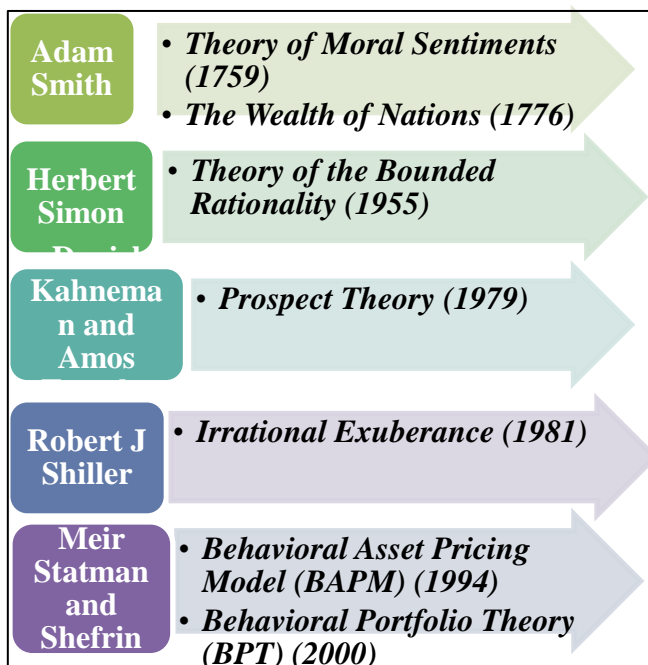 Adam
Smith
• Theory of Moral Sentiments
(1759)
• The Wealth of Nations (1776)
Herbert
Simon
• Theory of the Bounded
Rationality (1955)
Kahnema
n and
Amos
• Prospect Theory (1979)
Robert J
Shiller
• Irrational Exuberance (1981)
Meir
Statman
and
Shefrin
• Behavioral Asset Pricing
Model (BAPM) (1994)
• Behavioral Portfolio Theory
(BPT) (2000)